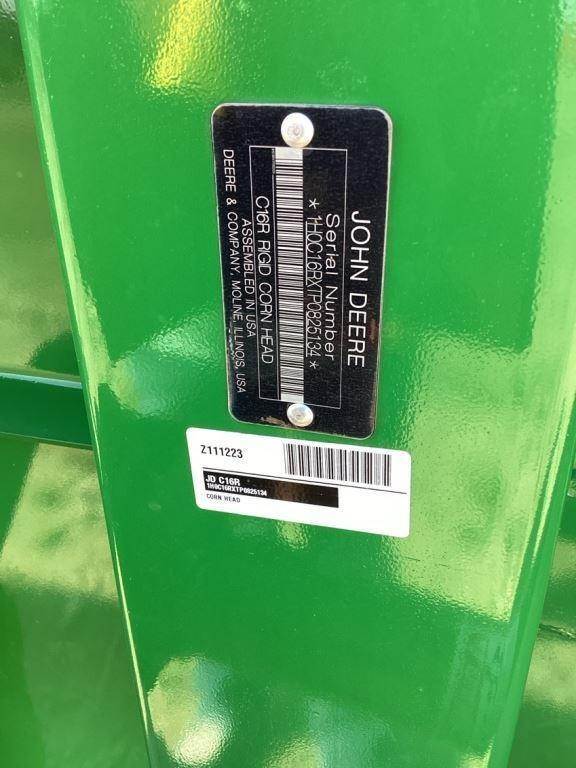 JOHN DEERE
Serial Number
* 1H0C16RXTP0825134 *
C16R RIGID CORN HEAD
ASSEMBLED IN USA
DEERE & COMPANY, MOLINE, ILLINOIS, USA
Z111223
JD C16R
1H0C16RXTP0825134
CORN HEAD